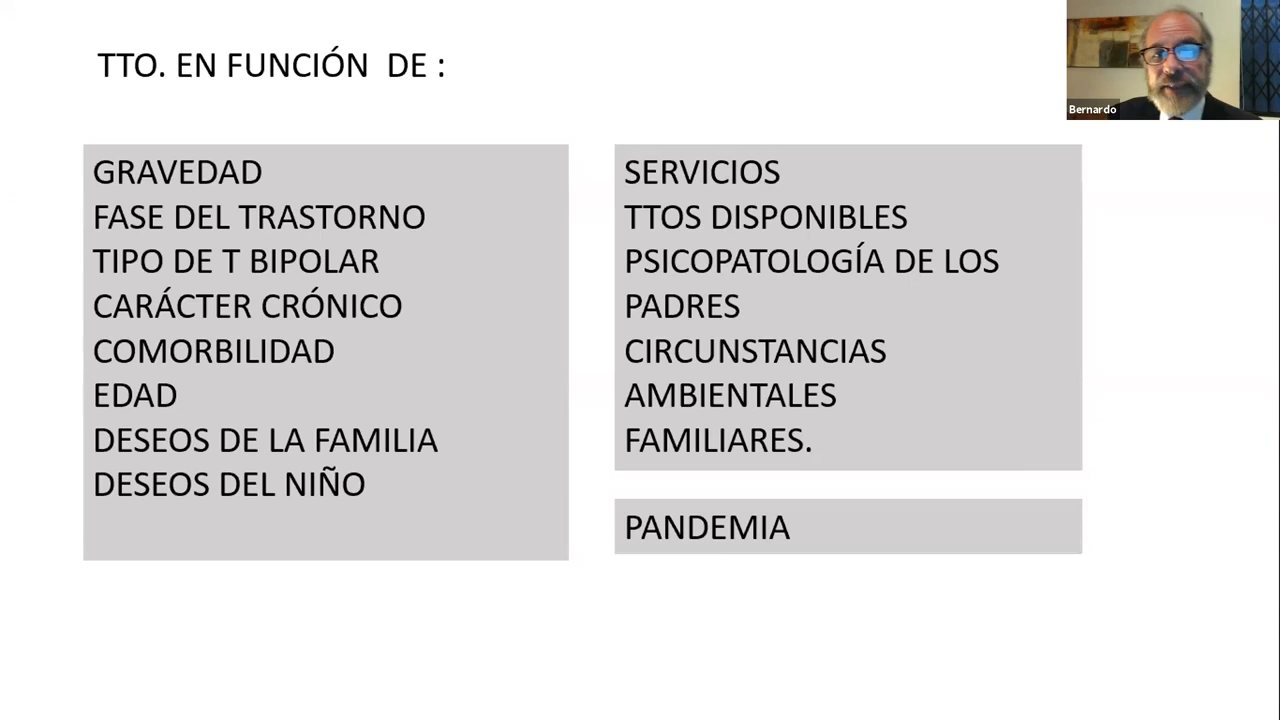 TTO. EN FUNCIÓN DE :
Bernardo
GRAVEDAD
FASE DEL TRASTORNO
TIPO DE T BIPOLAR
CARÁCTER CRÓNICO
COMORBILIDAD
EDAD
DESEOS DE LA FAMILIA
DESEOS DEL NIÑO
SERVICIOS
TTOS DISPONIBLES
PSICOPATOLOGÍA DE LOS
PADRES
CIRCUNSTANCIAS
AMBIENTALES
FAMILIARES.
PANDEMIA